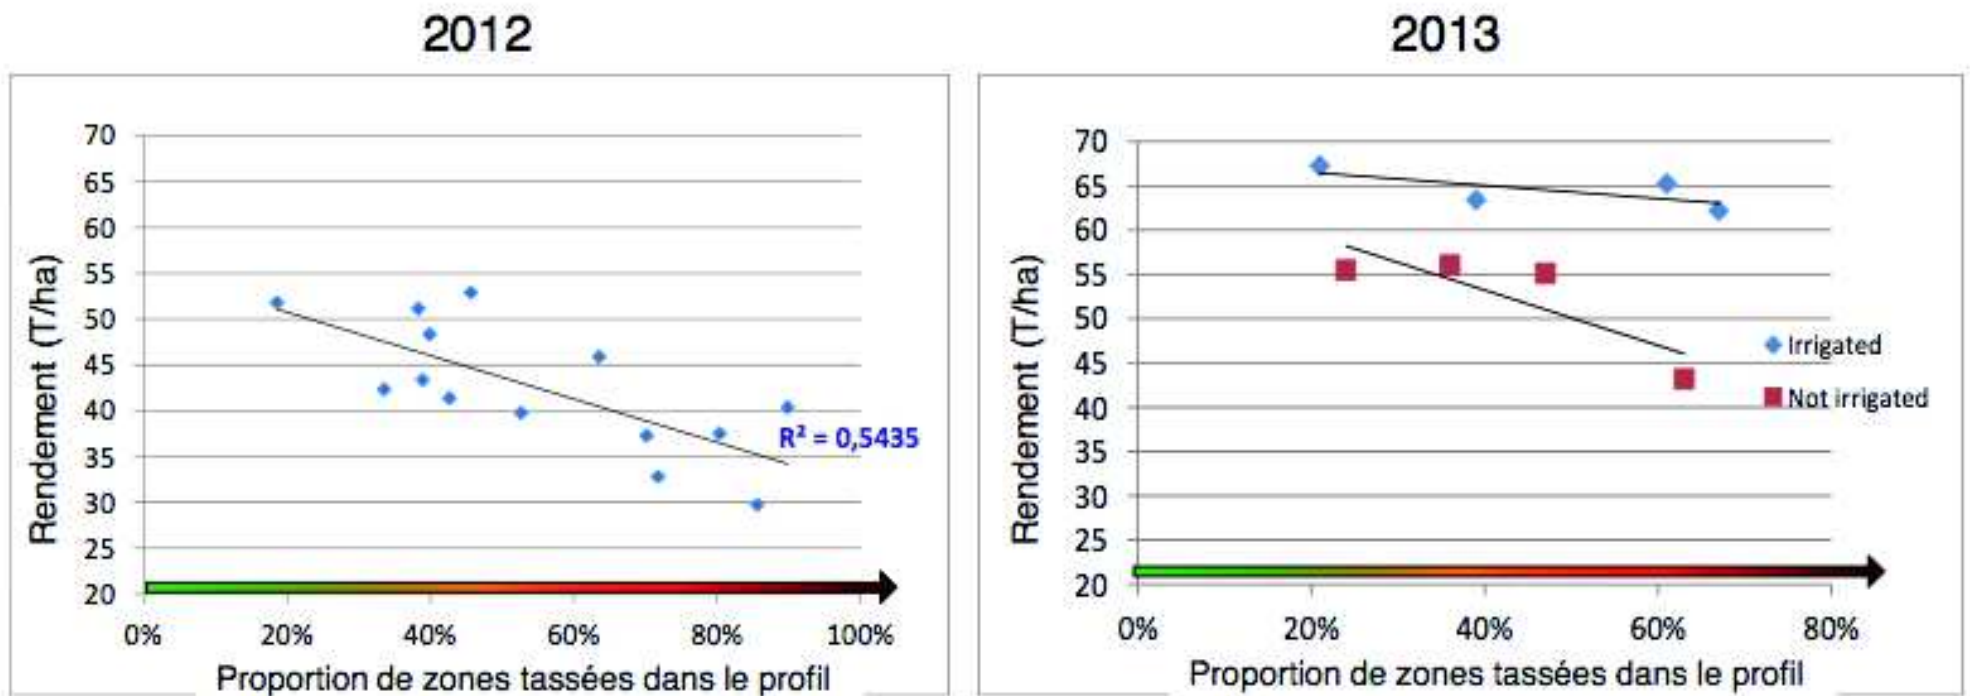 2012
70
65
60
55
50
45
40
35
30
25
20
0% 20% 40% 60% 80% 100%
Rendement (T/ha)
Proportion de zones tassées dans le profil
R² = 0,5435
2013
70
65
60
55
50
45
40
35
30
25
20
0% 20% 40% 60% 80%
Rendement (T/ha)
Proportion de zones tassées dans le profil
Irrigated
Not irrigated